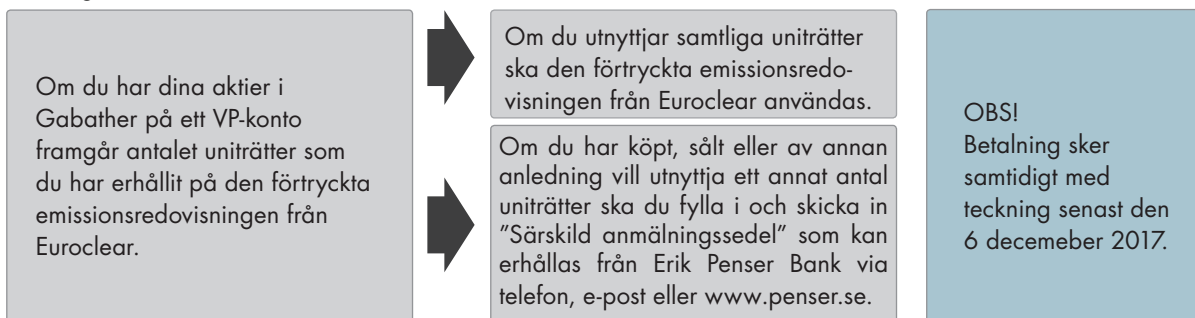 Om du har dina aktier i
Gabather på ett VP-konto
framgår antalet uniträtter som
du har erhållit på den förtryckta
emissionsredovisningen från
Euroclear.
Om du utnyttjar samtliga uniträtter
ska den förtryckta emissionsredo-
visningen från Euroclear användas.
Om du har köpt, sålt eller av annan
anledning vill utnyttja ett annat antal
uniträtter ska du fylla i och skicka in
”Särskild anmälningssedel” som kan
erhållas från Erik Penser Bank via
telefon, e-post eller www.penser.se.
OBS!
Betalning sker
samtidigt med
teckning senast den
6 decemeber 2017.